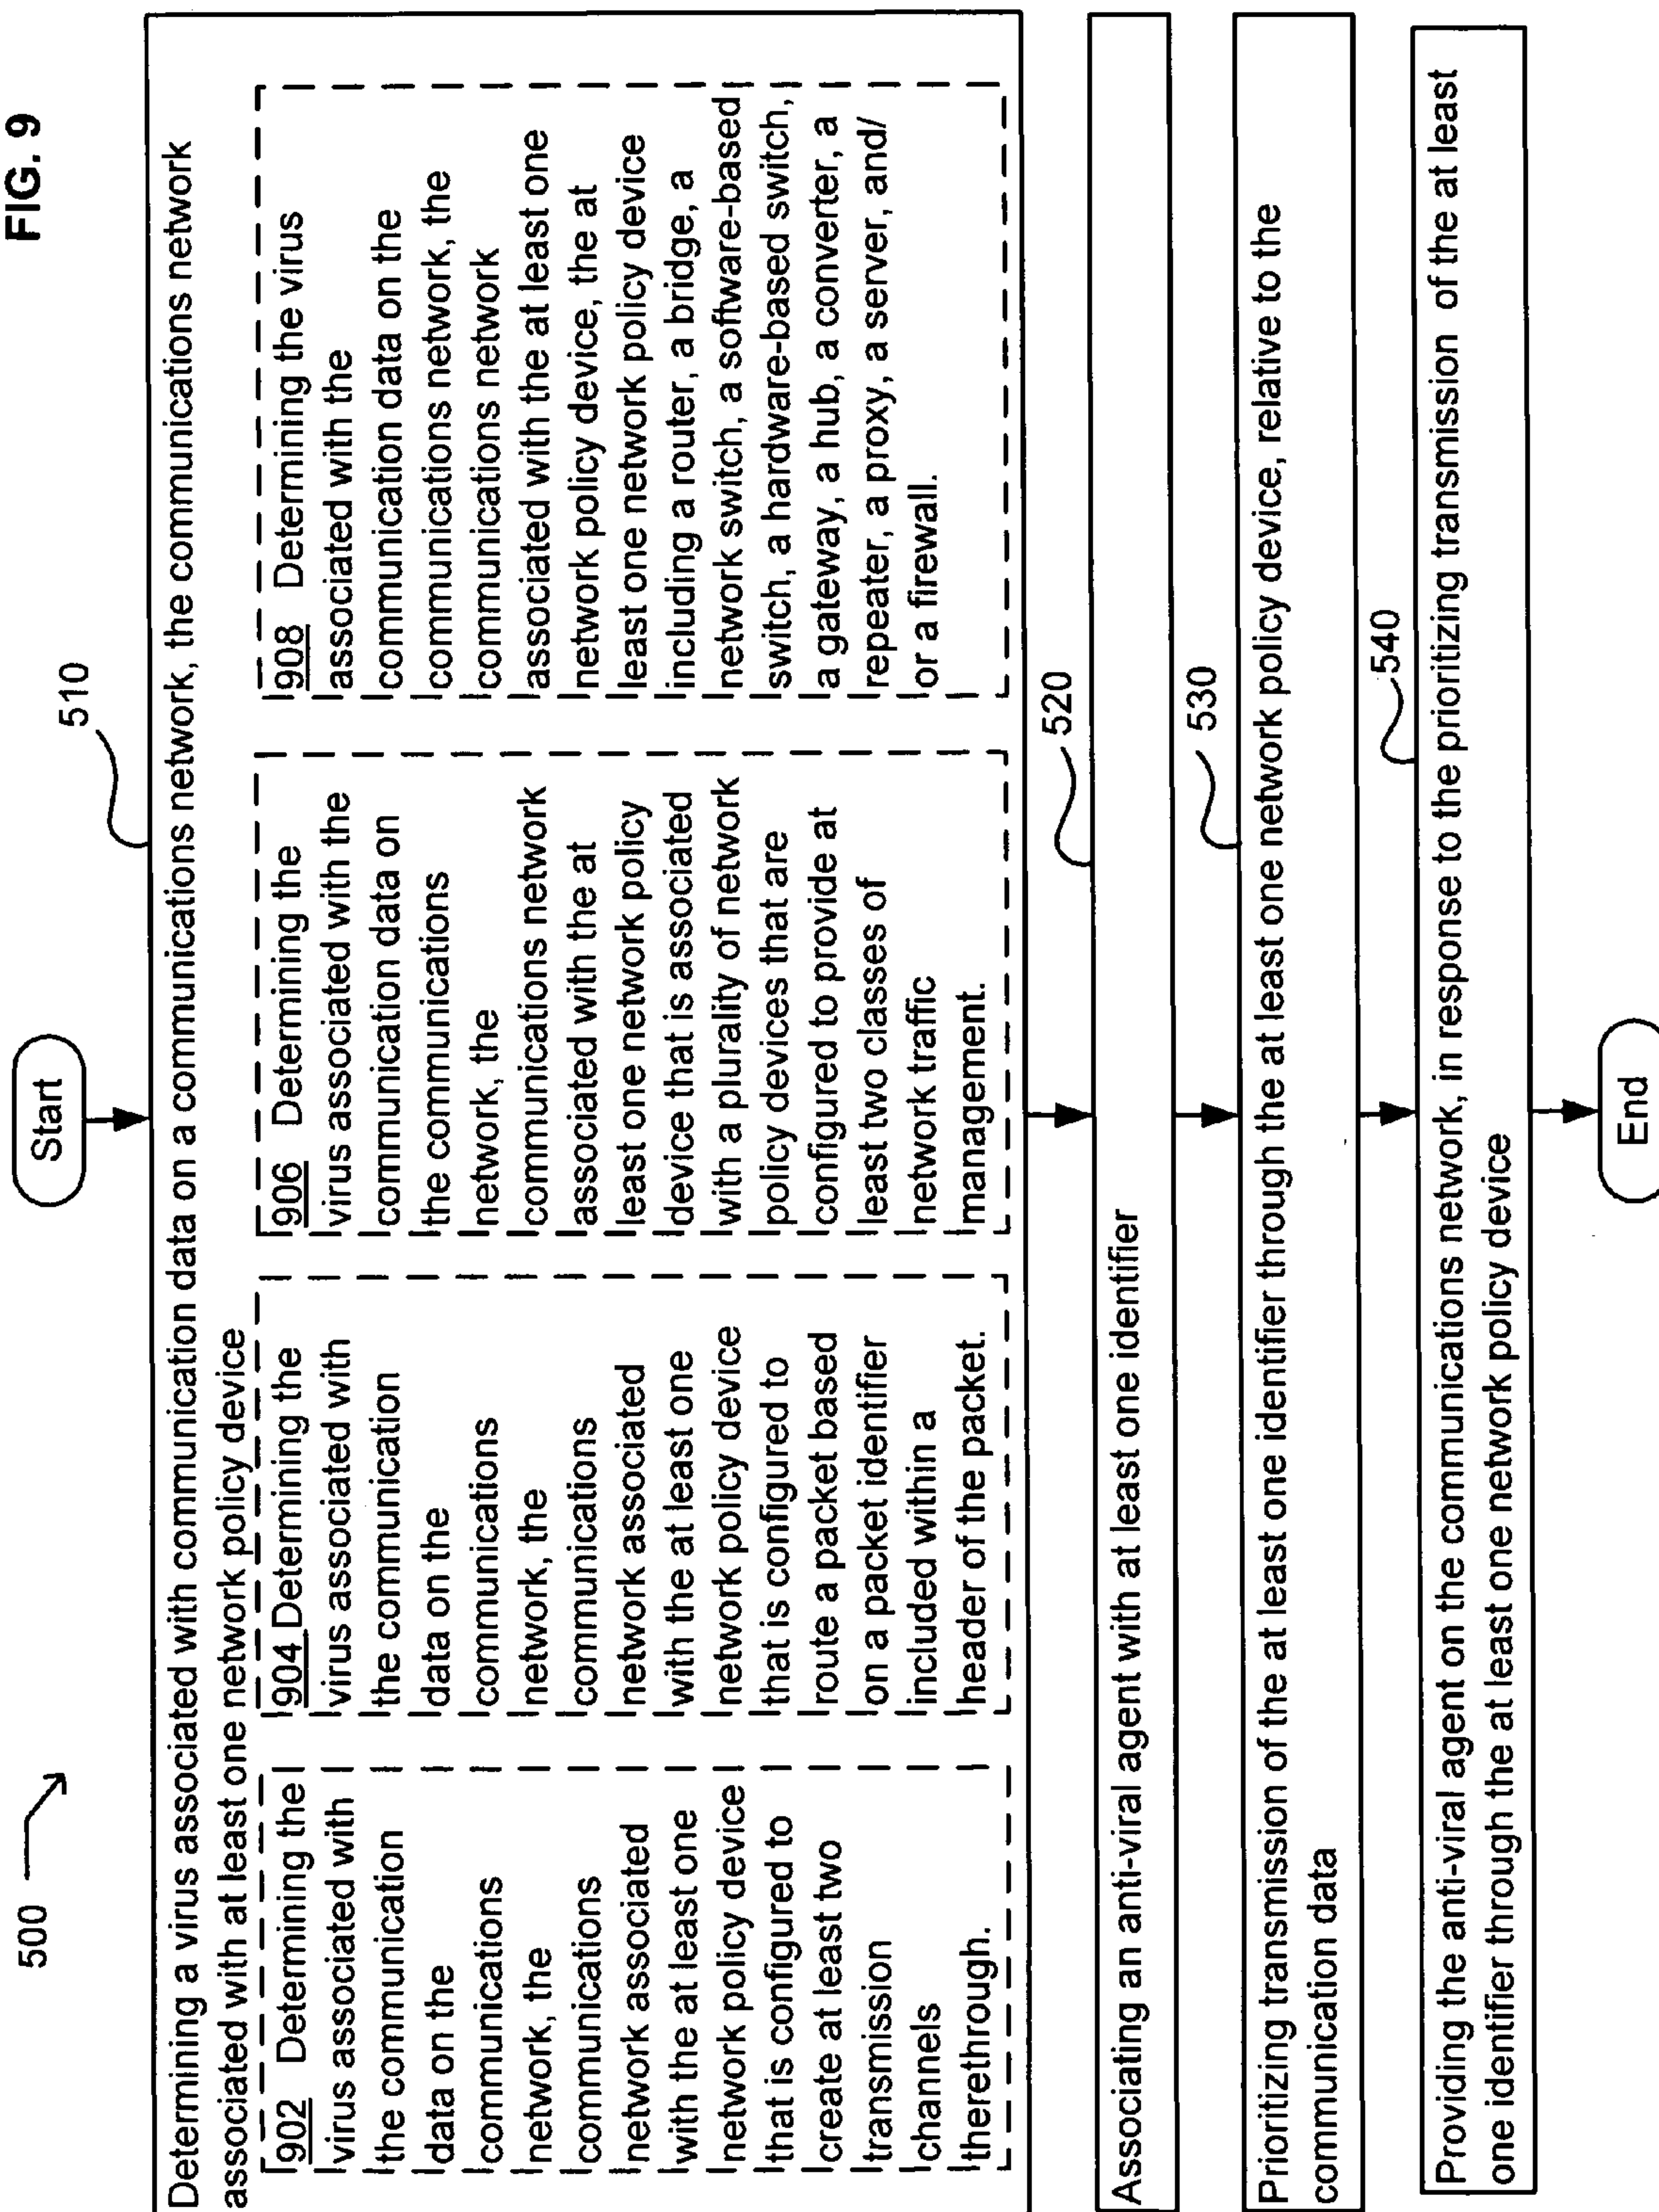 FIG. 9
500
Start
510
Determining a virus associated with communication data on a communications network, the communications network
associated with at least one network policy device
902 Determining the
virus associated with
the communication
data on the
communications
network, the
communications
network associated
with the at least one
network policy device
that is configured to
create at least two
transmission
channels
therethrough.
904 Determining the
virus associated with
the communication
data on the
communications
network, the
communications
network associated
with the at least one
network policy device
that is configured to
route a packet based
on a packet identifier
included within a
header of the packet.
906 Determining the
virus associated with the
communication data on
the communications
network, the
communications network
associated with the at
least one network policy
device that is associated
with a plurality of network
policy devices that are
configured to provide at
least two classes of
network traffic
management.
908 Determining the virus
associated with the
communication data on the
communications network, the
communications network
associated with the at least one
network policy device, the at
least one network policy device
including a router, a bridge, a
network switch, a software-based
switch, a hardware-based switch,
a gateway, a hub, a converter, a
repeater, a proxy, a server, and/
or a firewall.
520
Associating an anti-viral agent with at least one identifier
530
Prioritizing transmission of the at least one identifier through the at least one network policy device, relative to the
communication data
540
Providing the anti-viral agent on the communications network, in response to the prioritizing transmission of the at least
one identifier through the at least one network policy device
End